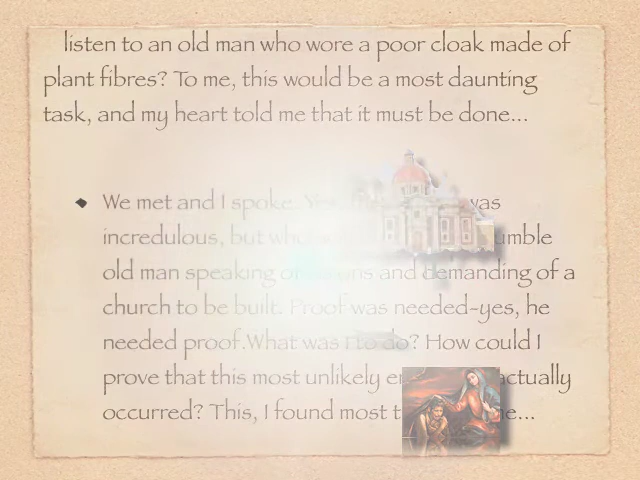 listen to an old man who wore a poor cloak made of
plant fibres? To me, this would be a most daunting
task, and my heart told me that it must be done...
We met and I spoke. was
incredulous, but umble
old man speaking and demanding of a
church to be built. Proof was needed-yes, he
needed proof.What was I to do? How could I
prove that this most unlikely actually
occurred? This, I found most